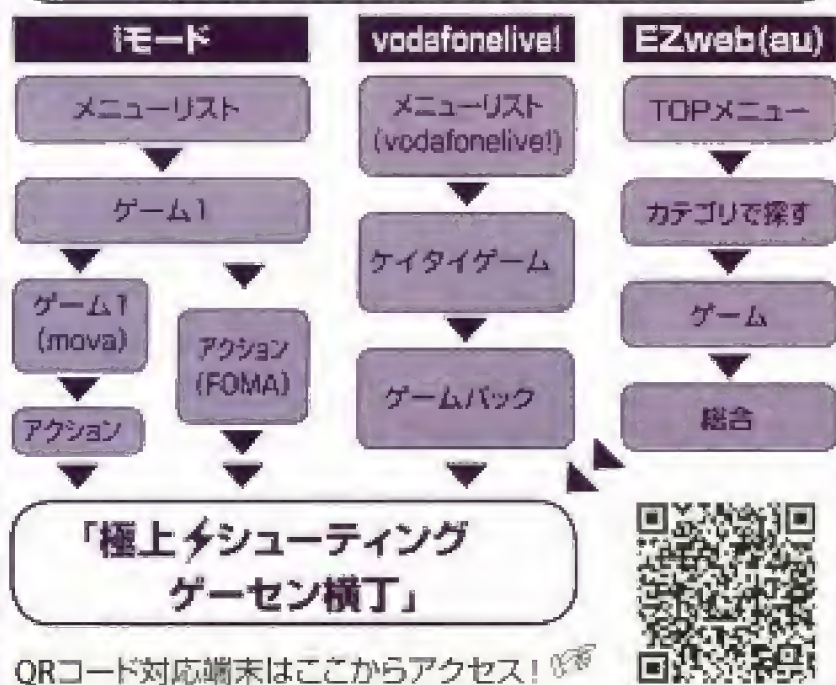 iモード
メニューリスト
ゲーム1
ゲーム1
(mova)
アクション
アクション
(FOMA)
vodafonelive!
メニューリスト
(vodafonelive!)
ケイタイゲーム
ゲームパック
EZweb(au)
TOPメニュー
カテゴリで探す
ゲーム
総合
「極上⚡シューティング
ゲーセン横丁」
QRコード対応端末はここからアクセス!